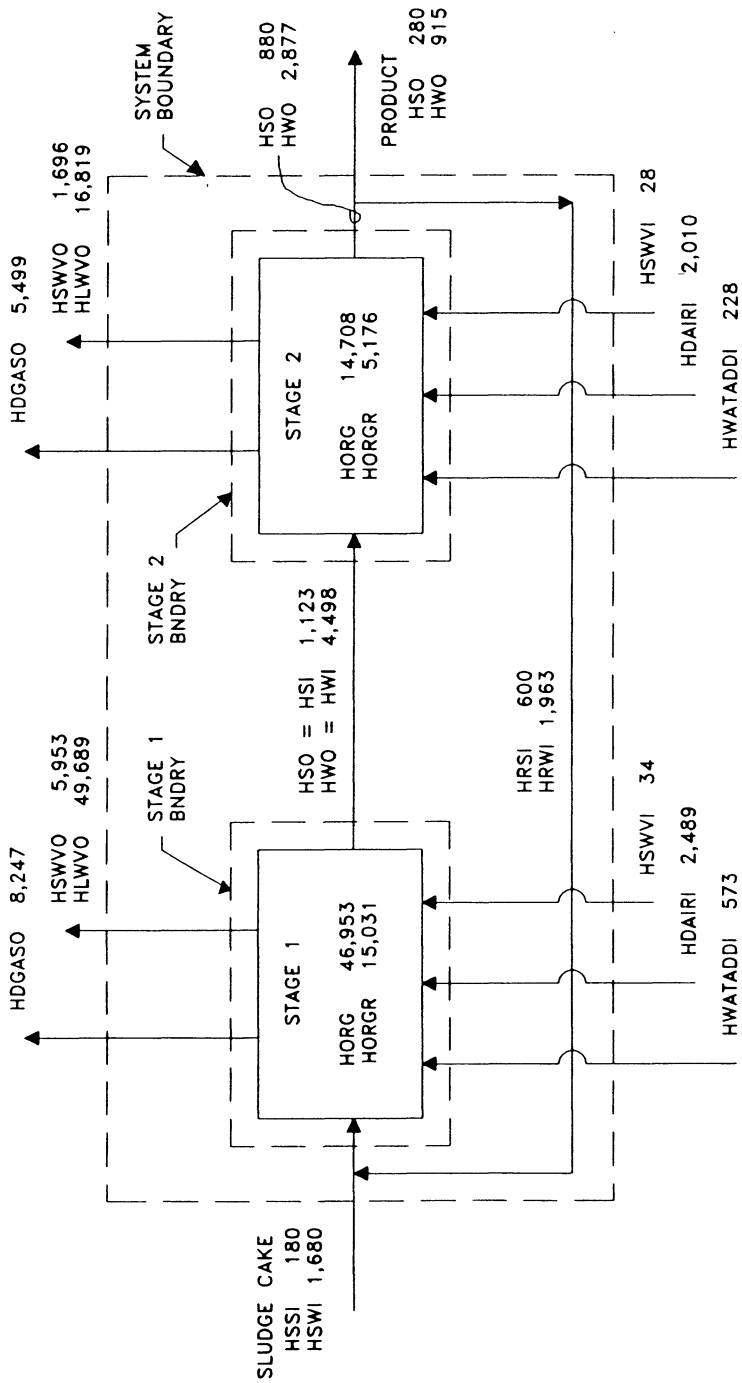 HDGASO 8,247
HSWVO 5,953
HLWVO 49,689
STAGE 1
BNDRY
HDGASO 5,499
HSWVO 1,696
HLWVO 16,819
SYSTEM
BOUNDARY
STAGE 2
BNDRY
SLUDGE CAKE
HSSI 180
HSWI 1,680
STAGE 1
HORG 46,953
HORGR 15,031
HSO = HSI 1,123
HWO = HWI 4,498
STAGE 2
HORG 14,708
HORGR 5,176
HSO 880
HWO 2,877
PRODUCT
HSO 280
HWO 915
HRSI 600
HRWI 1,963
HSWVI 34
HDAIRI 2,489
HWATADDI 573
HSWVI 28
HDAIRI 2,010
HWATADDI 228